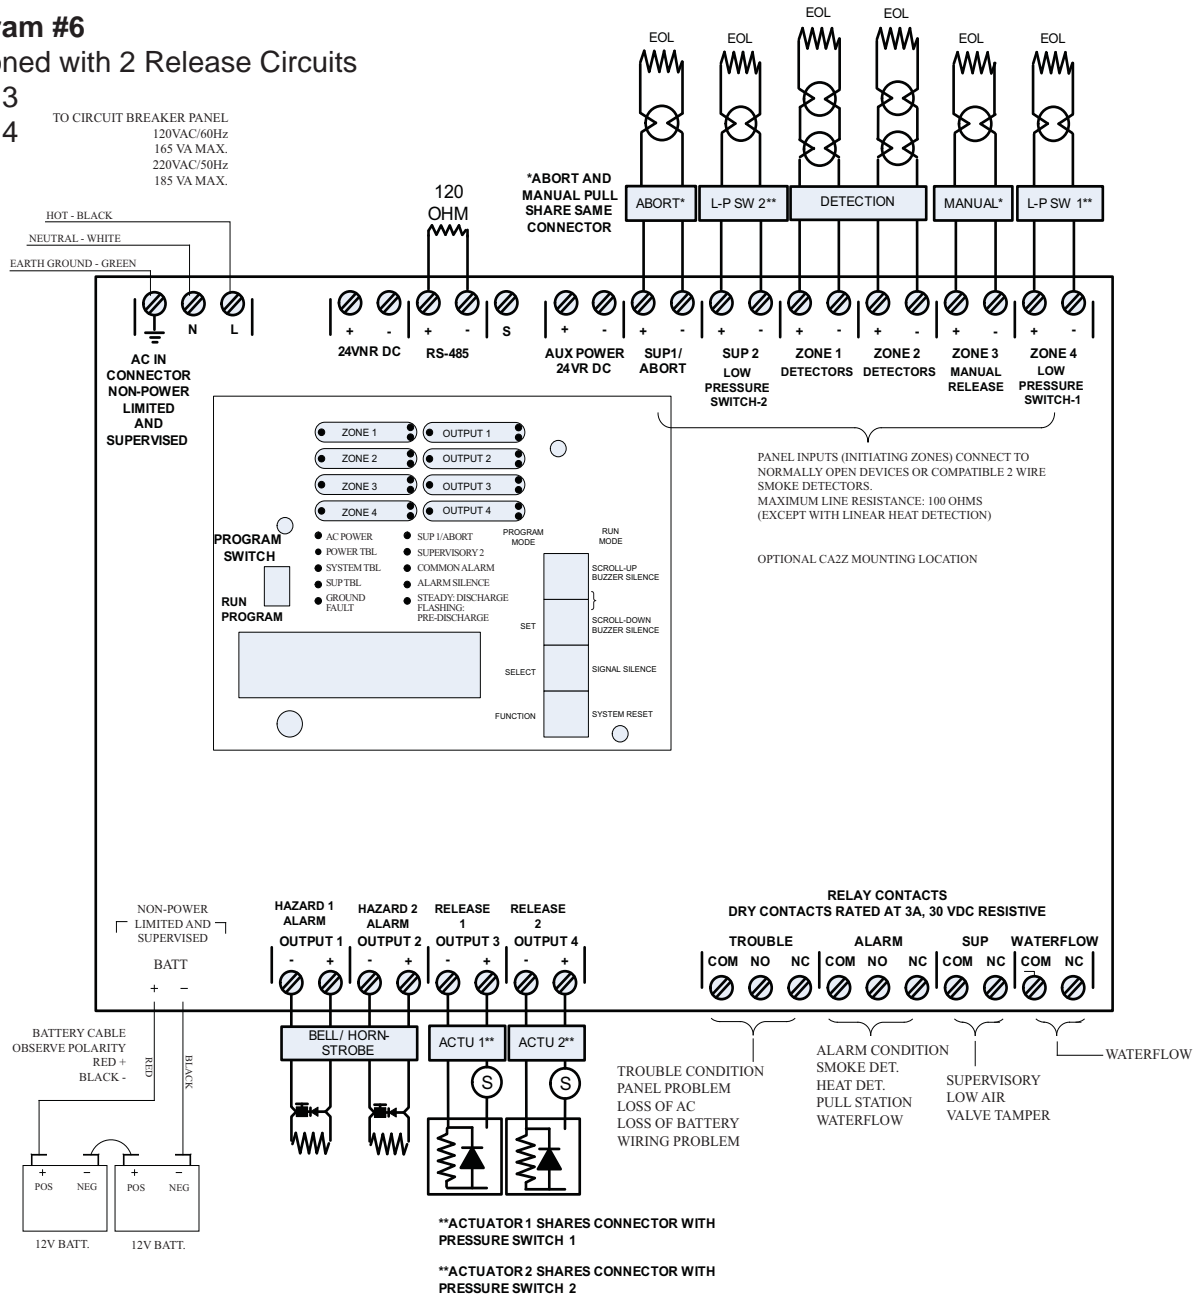 am #6
ned with 2 Release Circuits
3
4
TO CIRCUIT BREAKER PANEL
120VAC/60Hz
165 VA MAX.
220VAC/50Hz
185 VA MAX.
HOT - BLACK
NEUTRAL - WHITE
EARTH GROUND - GREEN
120
OHM
*ABORT AND
MANUAL PULL
SHARE SAME
CONNECTOR
EOL EOL EOL EOL EOL EOL
ABORT* L-P SW 2** DETECTION MANUAL* L-P SW 1**
N L + - + - S + - + - + - + - + - + - + -
AC IN
CONNECTOR
NON-POWER
LIMITED
AND
SUPERVISED
24VNR DC
RS-485
AUX POWER
24VR DC
SUP1/
ABORT
SUP 2
LOW
PRESSURE
SWITCH-2
ZONE 1
DETECTORS
ZONE 2
DETECTORS
ZONE 3
MANUAL
RELEASE
ZONE 4
LOW
PRESSURE
SWITCH-1
PANEL INPUTS (INITIATING ZONES) CONNECT TO
NORMALLY OPEN DEVICES OR COMPATIBLE 2 WIRE
SMOKE DETECTORS.
MAXIMUM LINE RESISTANCE: 100 OHMS
(EXCEPT WITH LINEAR HEAT DETECTION)
OPTIONAL CA2Z MOUNTING LOCATION
ZONE 1 OUTPUT 1
ZONE 2 OUTPUT 2
ZONE 3 OUTPUT 3
ZONE 4 OUTPUT 4
PROGRAM
SWITCH
RUN
PROGRAM
AC POWER
POWER TBL
SYSTEM TBL
SUP TBL
GROUND
FAULT
SUP 1/ABORT
SUPERVISORY 2
COMMON ALARM
ALARM SILENCE
STEADY: DISCHARGE
FLASHING:
PRE-DISCHARGE
PROGRAM
MODE
RUN
MODE
SCROLL-UP
BUZZER SILENCE
}
SET
SCROLL-DOWN
BUZZER SILENCE
SELECT
SIGNAL SILENCE
FUNCTION
SYSTEM RESET
NON-POWER
LIMITED AND
SUPERVISED
BATT
+ −
HAZARD 1
ALARM
OUTPUT 1
- +
HAZARD 2
ALARM
OUTPUT 2
- +
RELEASE
1
OUTPUT 3
- +
RELEASE
2
OUTPUT 4
- +
RELAY CONTACTS
DRY CONTACTS RATED AT 3A, 30 VDC RESISTIVE
TROUBLE ALARM SUP WATERFLOW
COM NO NC COM NO NC COM NC COM NC
BATTERY CABLE
OBSERVE POLARITY
RED +
BLACK -
RED
BLACK
BELL/ HORN-
STROBE
ACTU 1**
ACTU 2**
S
S
TROUBLE CONDITION
PANEL PROBLEM
LOSS OF AC
LOSS OF BATTERY
WIRING PROBLEM
ALARM CONDITION
SMOKE DET.
HEAT DET.
PULL STATION
WATERFLOW
SUPERVISORY
LOW AIR
VALVE TAMPER
WATERFLOW
+ − + −
POS NEG POS NEG
12V BATT. 12V BATT.
**ACTUATOR 1 SHARES CONNECTOR WITH
PRESSURE SWITCH 1
**ACTUATOR 2 SHARES CONNECTOR WITH
PRESSURE SWITCH 2